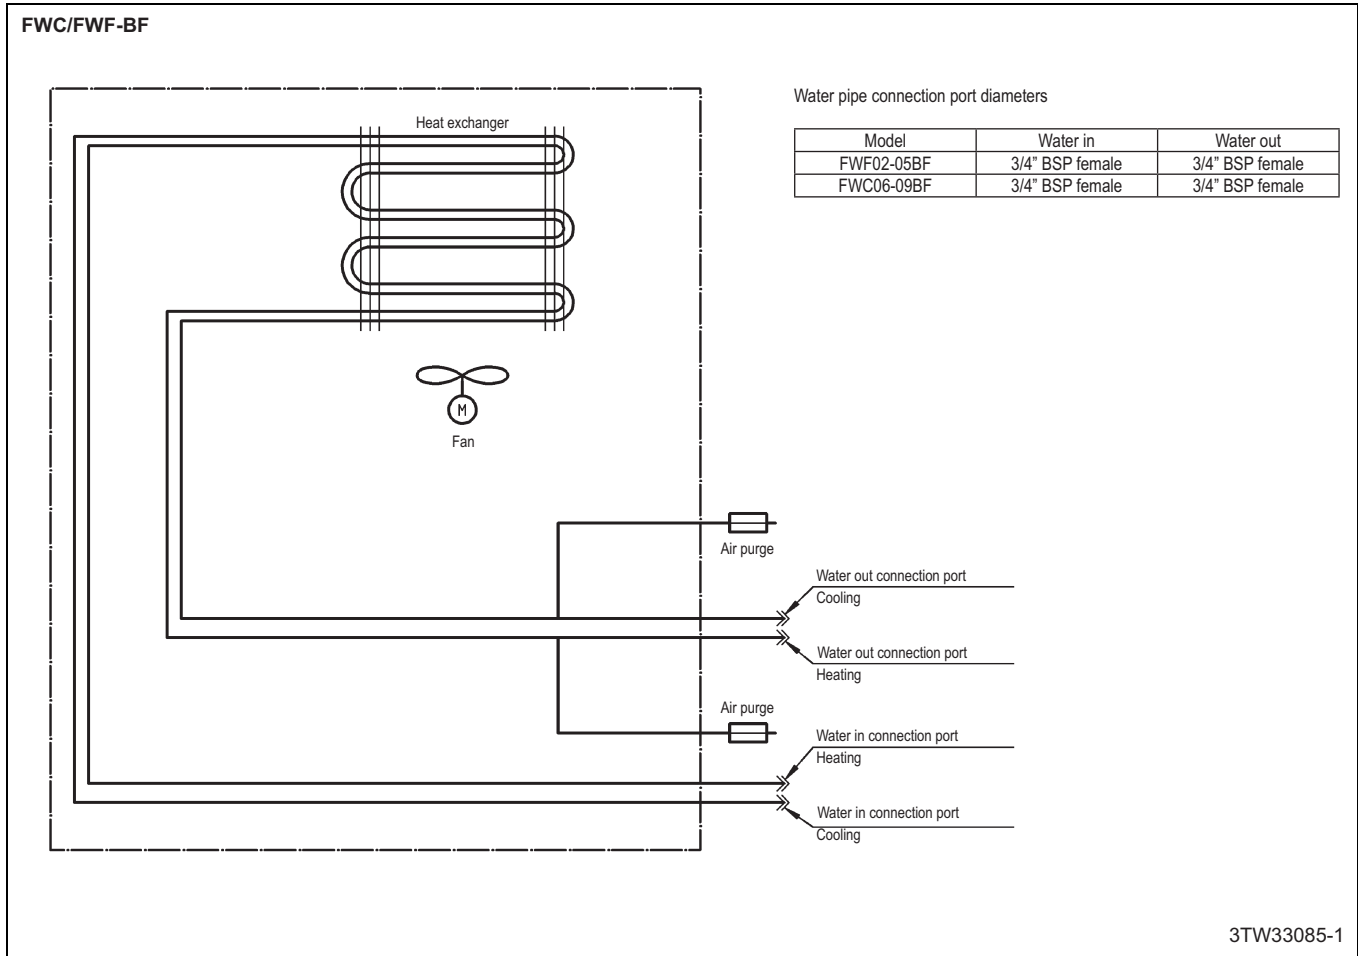 FWC/FWF-BF
Water pipe connection port diameters
Model Water in Water out
FWF02-05BF 3/4” BSP female 3/4” BSP female
FWC06-09BF 3/4” BSP female 3/4” BSP female
Heat exchanger
M
Fan
Air purge
Water out connection port
Cooling
Water out connection port
Heating
Air purge
Water in connection port
Heating
Water in connection port
Cooling
3TW33085-1